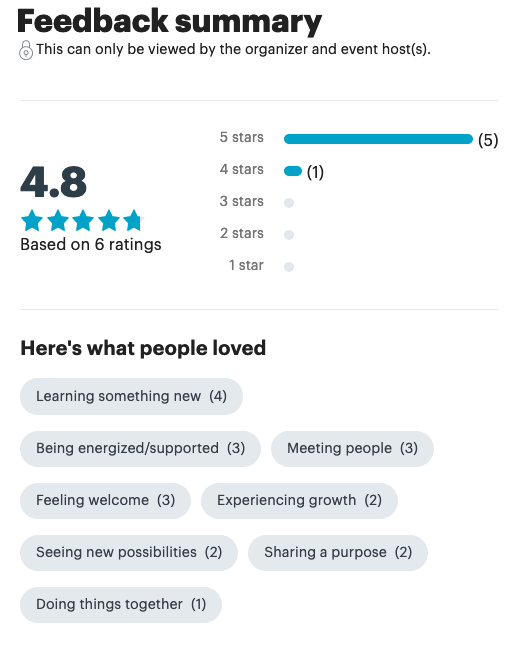 Feedback summary
This can only be viewed by the organizer and event host(s).
5 stars (5)
4 stars (1)
4.8
3 stars
2 stars
Based on 6 ratings
1 star
Here's what people loved
Learning something new (4)
Being energized/supported (3) Meeting people (3)
Feeling welcome (3) Experiencing growth (2)
Seeing new possibilities (2) Sharing a purpose (2)
Doing things together (1)